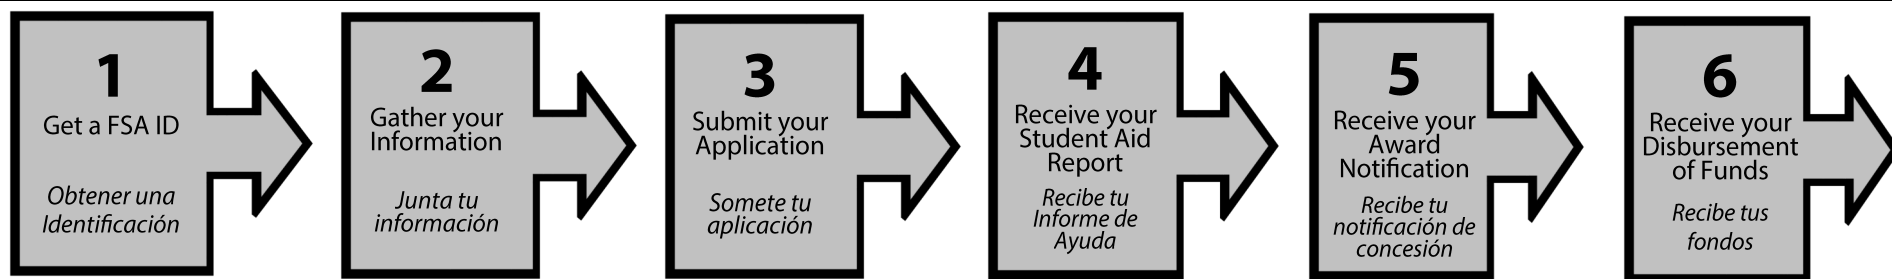 1
Get a FSA ID
Obtener una
Identificación
2
Gather your
Information
Junta tu
información
3
Submit your
Application
Somete tu
aplicación
4
Receive your
Student Aid
Report
Recibe tu
Informe de
Ayuda
5
Receive your
Award
Notification
Recibe tu
notificación de
concesión
6
Receive your
Disbursement
of Funds
Recibe tus
fondos